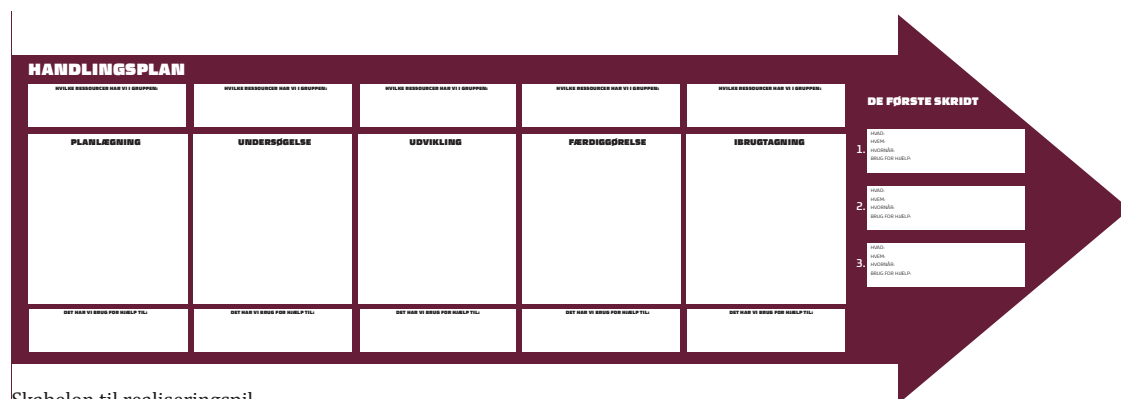 HANDLINGSPLAN
HVILKE RESSOURCER HAR VI I GRUPPEN:
HVILKE RESSOURCER HAR VI I GRUPPEN:
HVILKE RESSOURCER HAR VI I GRUPPEN:
HVILKE RESSOURCER HAR VI I GRUPPEN:
HVILKE RESSOURCER HAR VI I GRUPPEN:
PLANLÆGNING
UNDERSØGELSE
UDVIKLING
FÆRDIGGØRELSE
IBRUGTAGNING
DET HAR VI BRUG FOR HJÆLP TIL:
DET HAR VI BRUG FOR HJÆLP TIL:
DET HAR VI BRUG FOR HJÆLP TIL:
DET HAR VI BRUG FOR HJÆLP TIL:
DET HAR VI BRUG FOR HJÆLP TIL:
DE FØRSTE SKRIDT
1.
HVAD:
HVEM:
HVORNÅR:
BRUG FOR HJÆLP:
2.
HVAD:
HVEM:
HVORNÅR:
BRUG FOR HJÆLP:
3.
HVAD:
HVEM:
HVORNÅR:
BRUG FOR HJÆLP:
Skabelon til realiseringspil